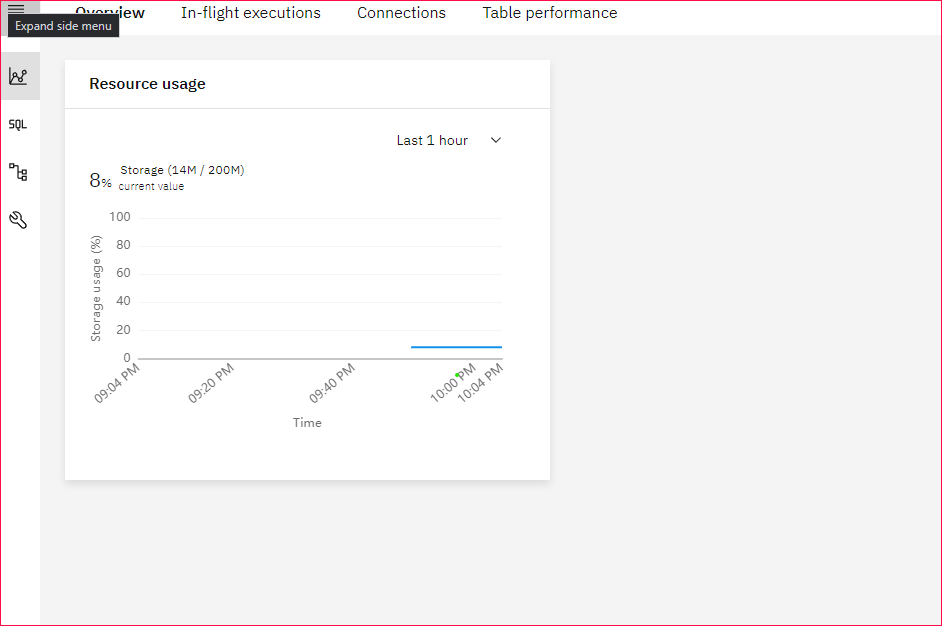 Overview In-flight executions Connections Table performance
Expand side menu
Resource usage
SQL
Last 1 hour
8% Storage (14M / 200M)
current value
100
80
60
40
20
0
Storage usage (%)
09:04 PM 09:20 PM 09:40 PM 10:00 PM 10:04 PM
Time